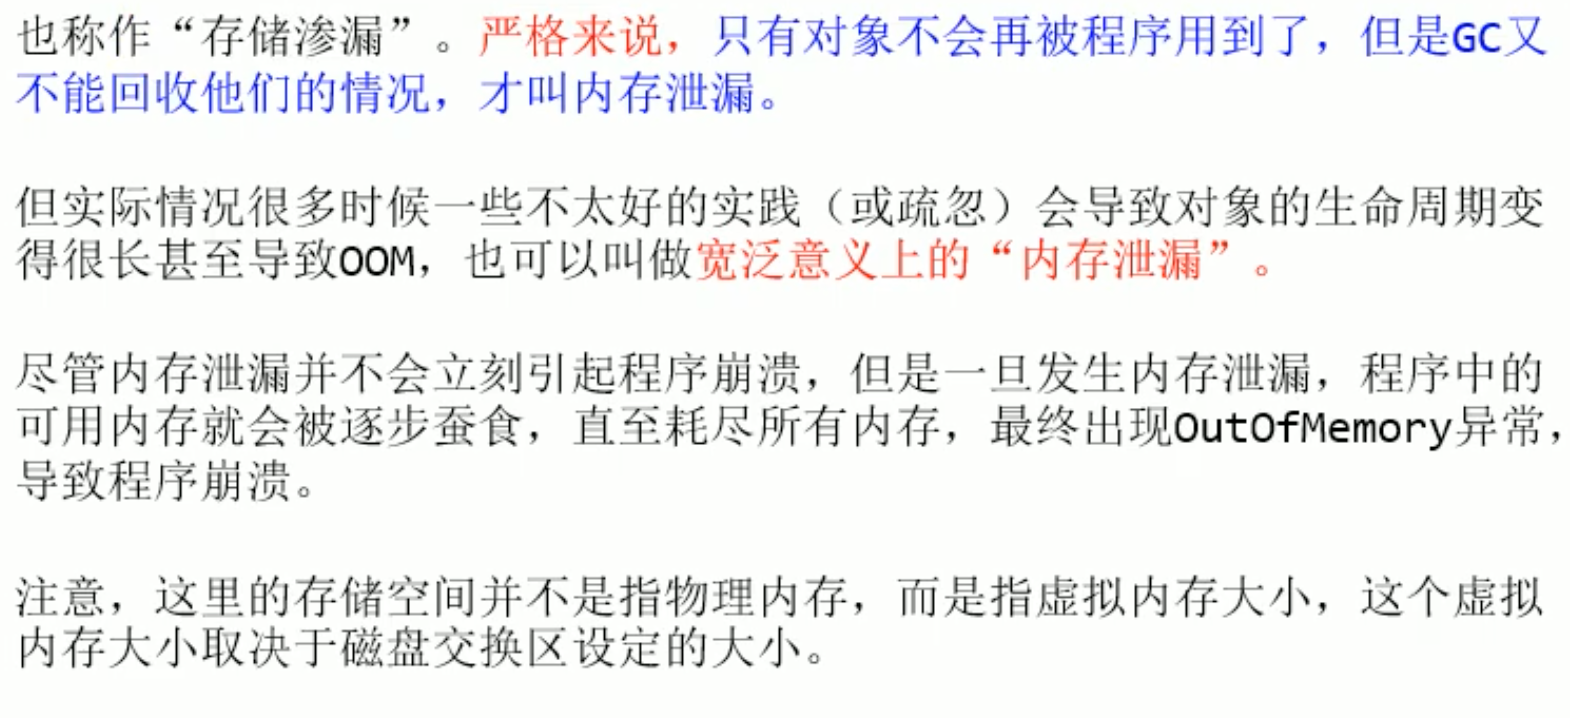 也称作“存储渗漏”。严格来说，只有对象不会再被程序用到了，但是GC又
不能回收他们的情况，才叫内存泄漏。
但实际情况很多时候一些不太好的实践（或疏忽）会导致对象的生命周期变
得很长甚至导致OOM，也可以叫做宽泛意义上的“内存泄漏”。
尽管内存泄漏并不会立刻引起程序崩溃，但是一旦发生内存泄漏，程序中的
可用内存就会被逐步蚕食，直至耗尽所有内存，最终出现OutOfMemory异常，
导致程序崩溃。
注意，这里的存储空间并不是指物理内存，而是指虚拟内存大小，这个虚拟
内存大小取决于磁盘交换区设定的大小。